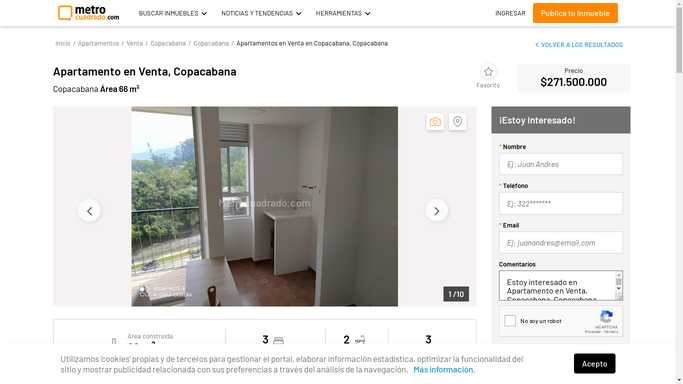 metro
cuadrado.com
BUSCAR INMUEBLES
NOTICIAS Y TENDENCIAS
HERRAMIENTAS
INGRESAR
Publica tu Inmueble
Inicio / Apartamentos / Venta / Copacabana / Copacabana / Apartamentos en Venta en Copacabana, Copacabana
VOLVER A LOS RESULTADOS
Apartamento en Venta, Copacabana
Copacabana Área 66 m²
Favorito
Precio
$271.500.000
Metrocuadrado.com
1 /10
¡Estoy Interesado!
* Nombre
Ej: Juan Andres
* Teléfono
Ej: 322*******
* Email
Ej: juanandres@email.com
Comentarios
Estoy interesado en
Apartamento en Venta,
Copacabana, Copacabana
No soy un robot
reCAPTCHA
Privacidad - Términos
Área construida
3
2
3
Utilizamos 'cookies' propias y de terceros para gestionar el portal, elaborar información estadística, optimizar la funcionalidad del
sitio y mostrar publicidad relacionada con sus preferencias a través del análisis de la navegación. Más información.
Acepto